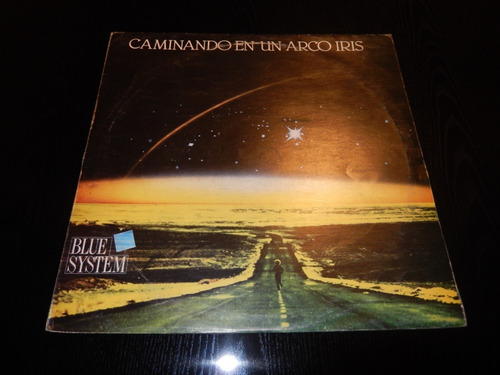 CAMINANDO EN UN ARCO IRIS
BLUE
SYSTEM